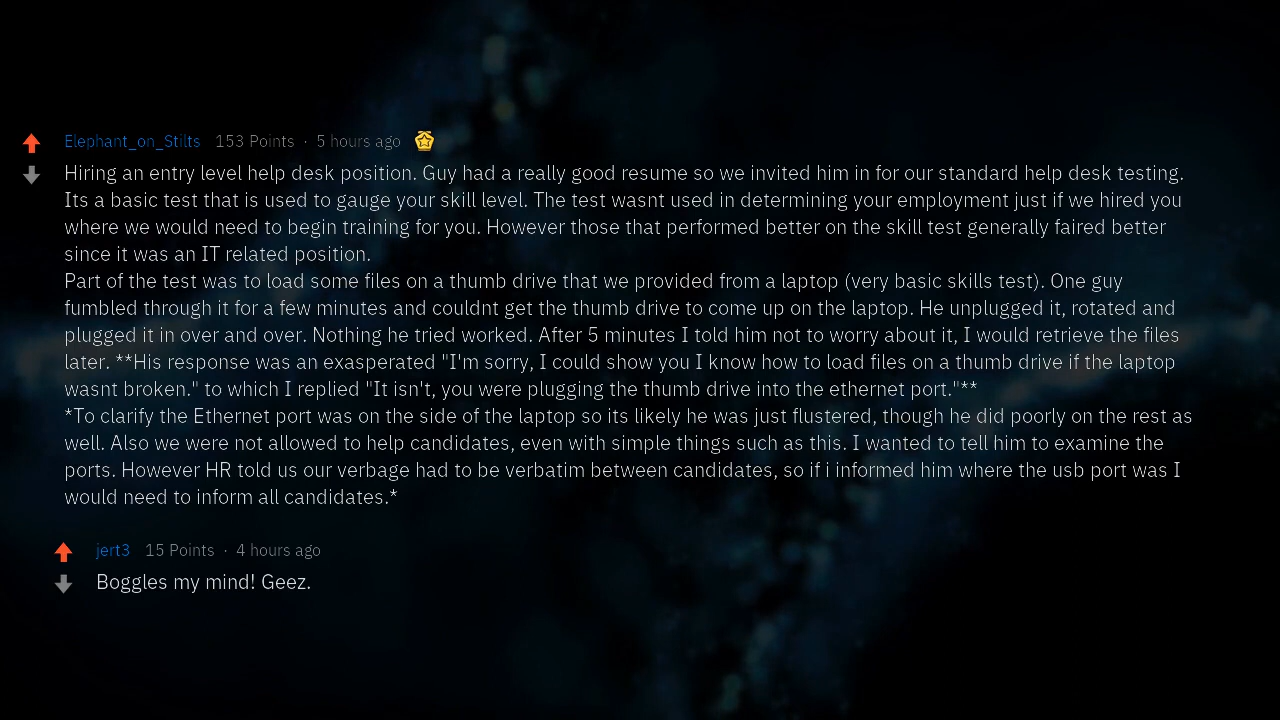 Elephant_on_Stilts 153 Points · 5 hours ago
Hiring an entry level help desk position. Guy had a really good resume so we invited him in for our standard help desk testing.
Its a basic test that is used to gauge your skill level. The test wasnt used in determining your employment just if we hired you
where we would need to begin training for you. However those that performed better on the skill test generally faired better
since it was an IT related position.
Part of the test was to load some files on a thumb drive that we provided from a laptop (very basic skills test). One guy
fumbled through it for a few minutes and couldnt get the thumb drive to come up on the laptop. He unplugged it, rotated and
plugged it in over and over. Nothing he tried worked. After 5 minutes I told him not to worry about it, I would retrieve the files
later. **His response was an exasperated "I'm sorry, I could show you I know how to load files on a thumb drive if the laptop
wasnt broken." to which I replied "It isn't, you were plugging the thumb drive into the ethernet port."**
*To clarify the Ethernet port was on the side of the laptop so its likely he was just flustered, though he did poorly on the rest as
well. Also we were not allowed to help candidates, even with simple things such as this. I wanted to tell him to examine the
ports. However HR told us our verbage had to be verbatim between candidates, so if i informed him where the usb port was I
would need to inform all candidates.*
jert3 15 Points · 4 hours ago
Boggles my mind! Geez.